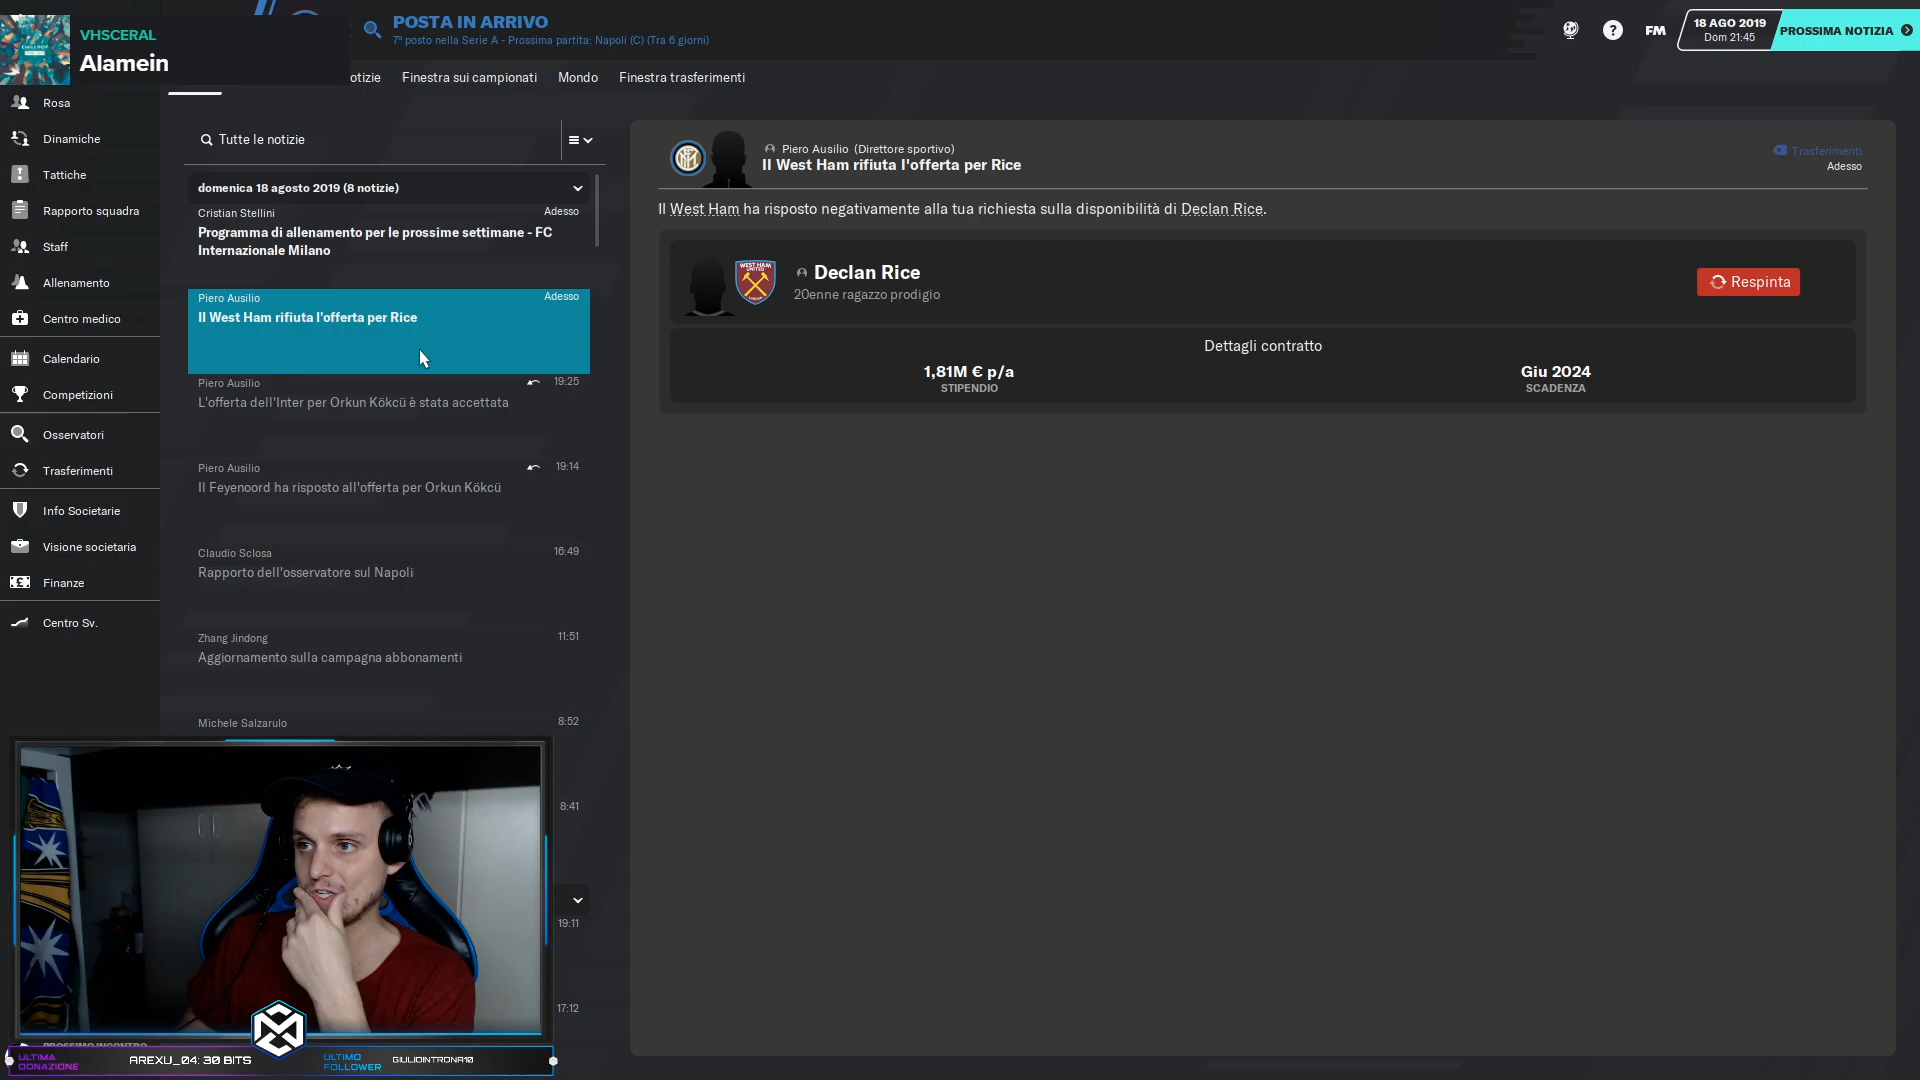 VHSCERAL
Alamein
POSTA IN ARRIVO
7° posto nella Serie A - Prossima partita: Napoli (C) (Tra 6 giorni)
FM
18 AGO 2019
Dom 21:45
PROSSIMA NOTIZIA
otizie
Finestra sui campionati
Mondo
Finestra trasferimenti
Rosa
Dinamiche
Tattiche
Rapporto squadra
Staff
Allenamento
Centro medico
Calendario
Competizioni
Osservatori
Trasferimenti
Info Societarie
Visione societaria
Finanze
Centro Sv.
Tutte le notizie
domenica 18 agosto 2019 (8 notizie)
Cristian Stellini
Adesso
Programma di allenamento per le prossime settimane - FC
Internazionale Milano
Piero Ausilio
Adesso
Il West Ham rifiuta l'offerta per Rice
Piero Ausilio
19:25
L'offerta dell'Inter per Orkun Kökcü è stata accettata
Piero Ausilio
19:14
Il Feyenoord ha risposto all'offerta per Orkun Kökcü
Claudio Sclosa
16:49
Rapporto dell'osservatore sul Napoli
Zhang Jindong
11:51
Aggiornamento sulla campagna abbonamenti
Michele Salzarulo
8:52
8:41
19:11
17:12
Piero Ausilio (Direttore sportivo)
Il West Ham rifiuta l'offerta per Rice
Trasferimenti
Adesso
Il West Ham ha risposto negativamente alla tua richiesta sulla disponibilità di Declan Rice.
WEST HAM
UNITED
LONDON
Declan Rice
20enne ragazzo prodigio
Respinta
Dettagli contratto
1,81M € p/a
STIPENDIO
Giu 2024
SCADENZA
PROSSIMO INCONTRO
ULTIMA
DONAZIONE
AREXU_04: 30 BITS
ULTIMO
FOLLOWER
GIULIOINTRONA10